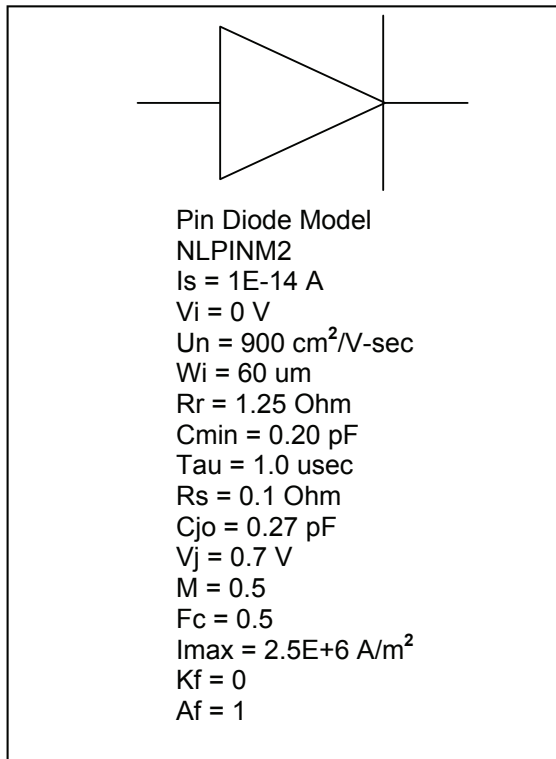 Pin Diode Model
NLPINM2
Is = 1E-14 A
Vi = 0 V
Un = 900 cm²/V-sec
Wi = 60 um
Rr = 1.25 Ohm
Cmin = 0.20 pF
Tau = 1.0 usec
Rs = 0.1 Ohm
Cjo = 0.27 pF
Vj = 0.7 V
M = 0.5
Fc = 0.5
Imax = 2.5E+6 A/m²
Kf = 0
Af = 1